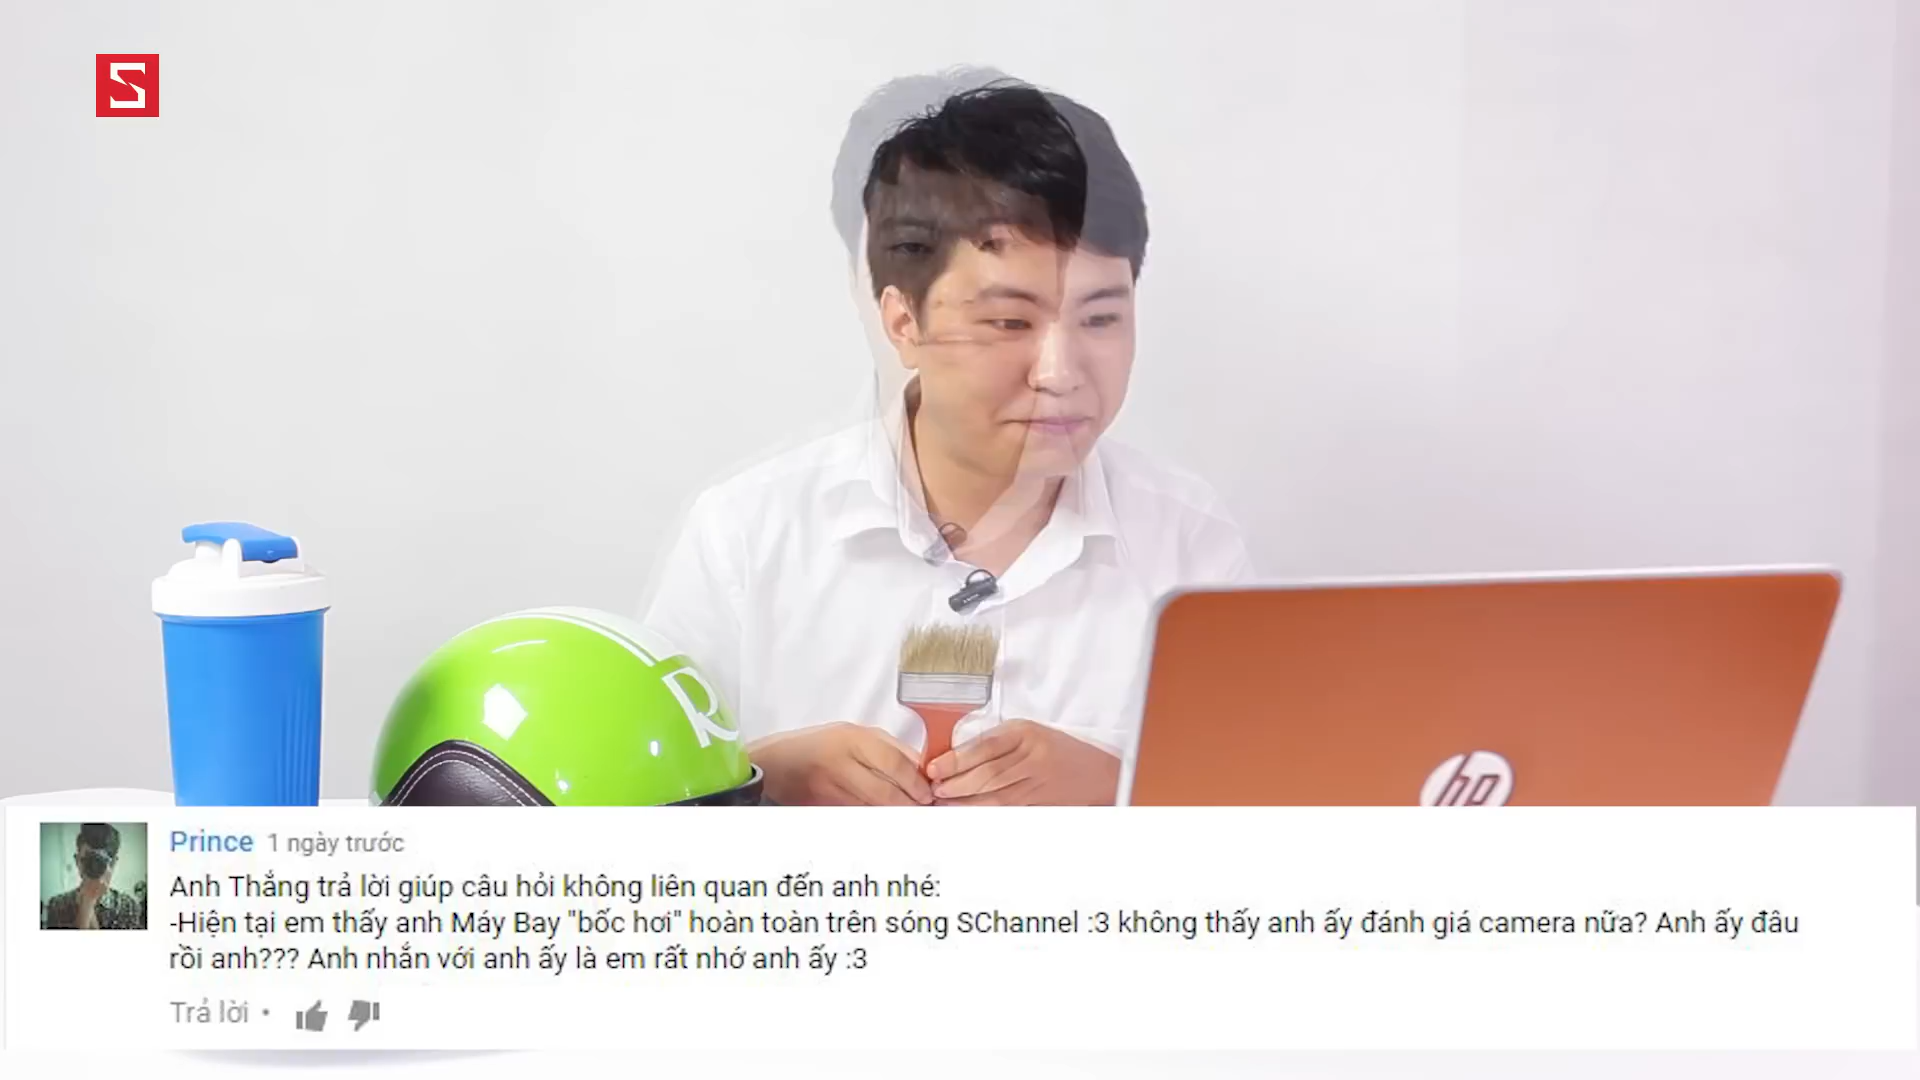 S
R
hp
Prince 1 ngày trước
Anh Thắng trả lời giúp câu hỏi không liên quan đến anh nhé:
-Hiện tại em thấy anh Máy Bay "bốc hơi" hoàn toàn trên sóng SChannel :3 không thấy anh ấy đánh giá camera nữa? Anh ấy đâu
rồi anh??? Anh nhắn với anh ấy là em rất nhớ anh ấy :3
Trả lời •